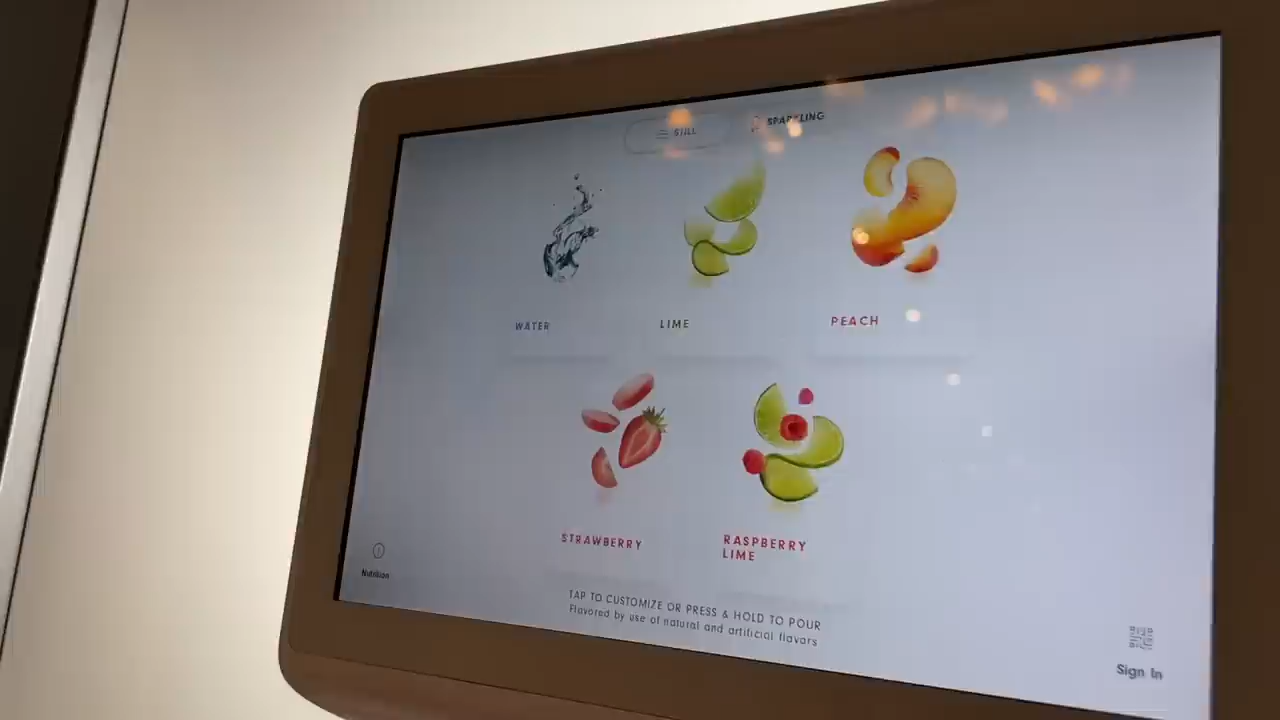 STILL
SPARKLING
WATER
LIME
PEACH
STRAWBERRY
RASPBERRY
LIME
Nutrition
TAP TO CUSTOMIZE OR PRESS & HOLD TO POUR
Flavored by use of natural and artificial flavors
Sign In